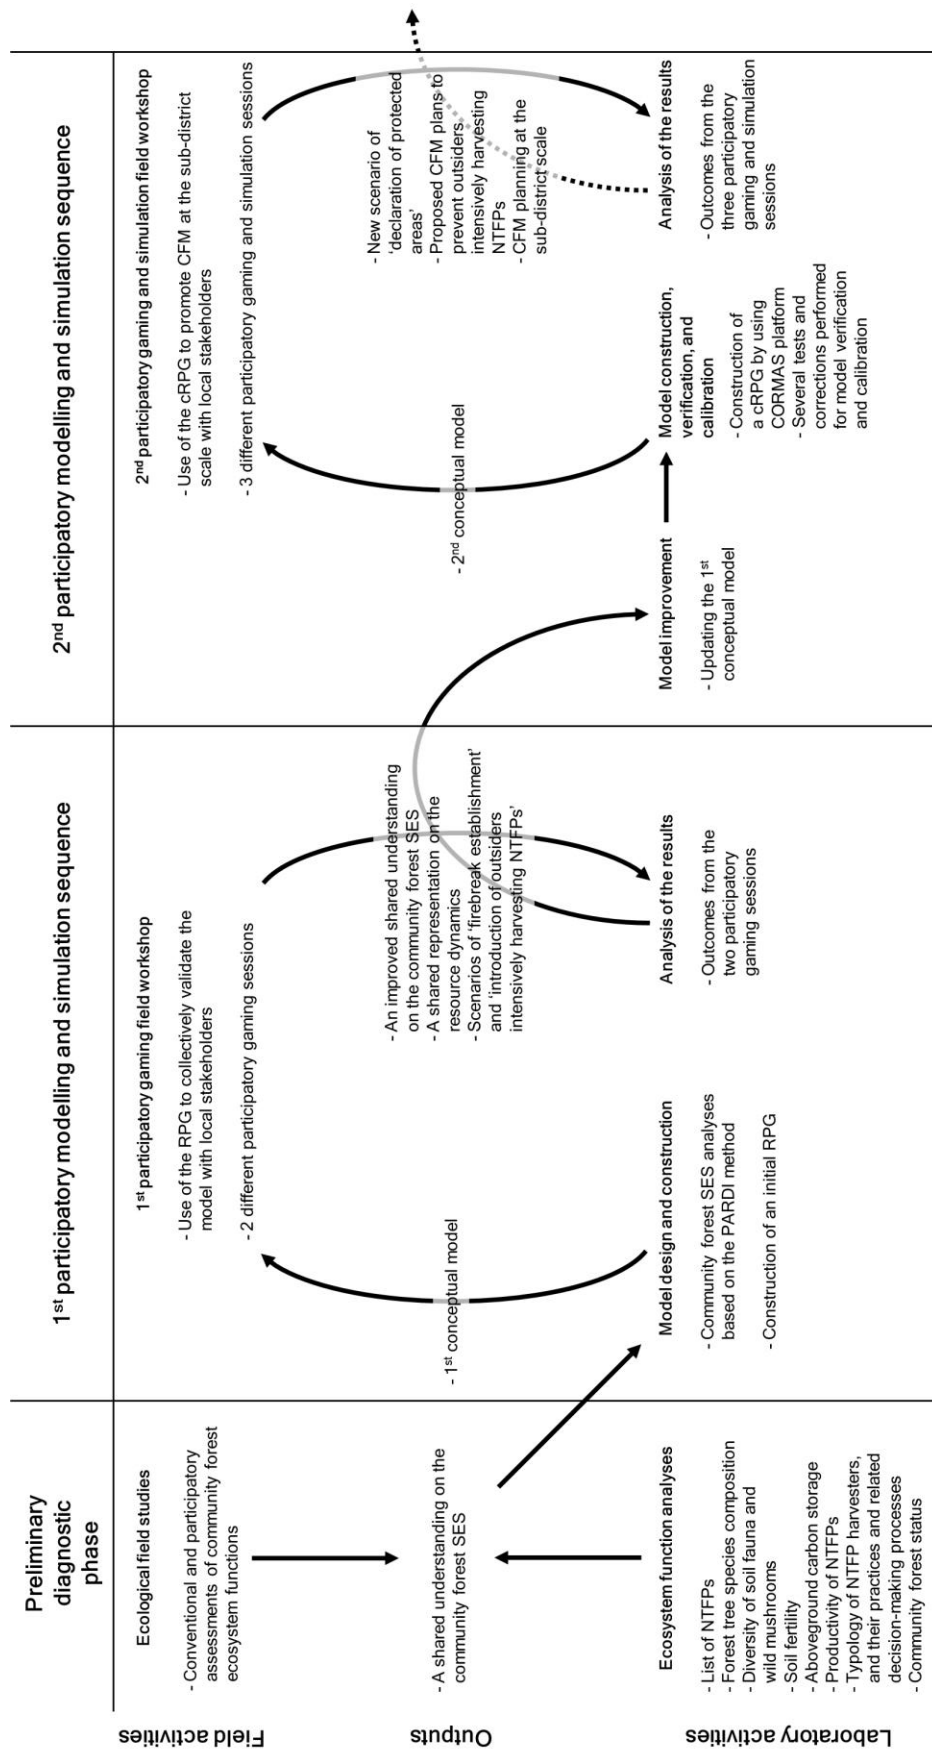 Preliminary
diagnostic
phase
1st participatory modelling and simulation sequence
2nd participatory modelling and simulation sequence
Field activities
Ecological field studies
- Conventional and participatory
assessments of community forest
ecosystem functions
1st participatory gaming field workshop
- Use of the RPG to collectively validate the
model with local stakeholders
- 2 different participatory gaming sessions
2nd participatory gaming and simulation field workshop
- Use of the cRPG to promote CFM at the sub-district
scale with local stakeholders
- 3 different participatory gaming and simulation sessions
Outputs
- A shared understanding on the
community forest SES
- 1st conceptual model
- An improved shared understanding
on the community forest SES
- A shared representation on the
resource dynamics
- Scenarios of 'firebreak establishment'
and 'introduction of outsiders
intensively harvesting NTFPs'
- 2nd conceptual model
- New scenario of
'declaration of protected
areas'
- Proposed CFM plans to
prevent outsiders
intensively harvesting
NTFPs
- CFM planning at the
sub-district scale
Laboratory activities
Ecosystem function analyses
- List of NTFPs
- Forest tree species composition
- Diversity of soil fauna and
wild mushrooms
- Soil fertility
- Aboveground carbon storage
- Productivity of NTFPs
- Typology of NTFP harvesters,
and their practices and related
decision-making processes
- Community forest status
Model design and construction
- Community forest SES analyses
based on the PARDI method
- Construction of an initial RPG
Analysis of the results
- Outcomes from the
two participatory
gaming sessions
Model improvement
- Updating the 1st
conceptual model
Model construction,
verification, and
calibration
- Construction of
a cRPG by using
CORMAS platform
- Several tests and
corrections performed
for model verification
and calibration
Analysis of the results
- Outcomes from the
three participatory
gaming and simulation
sessions